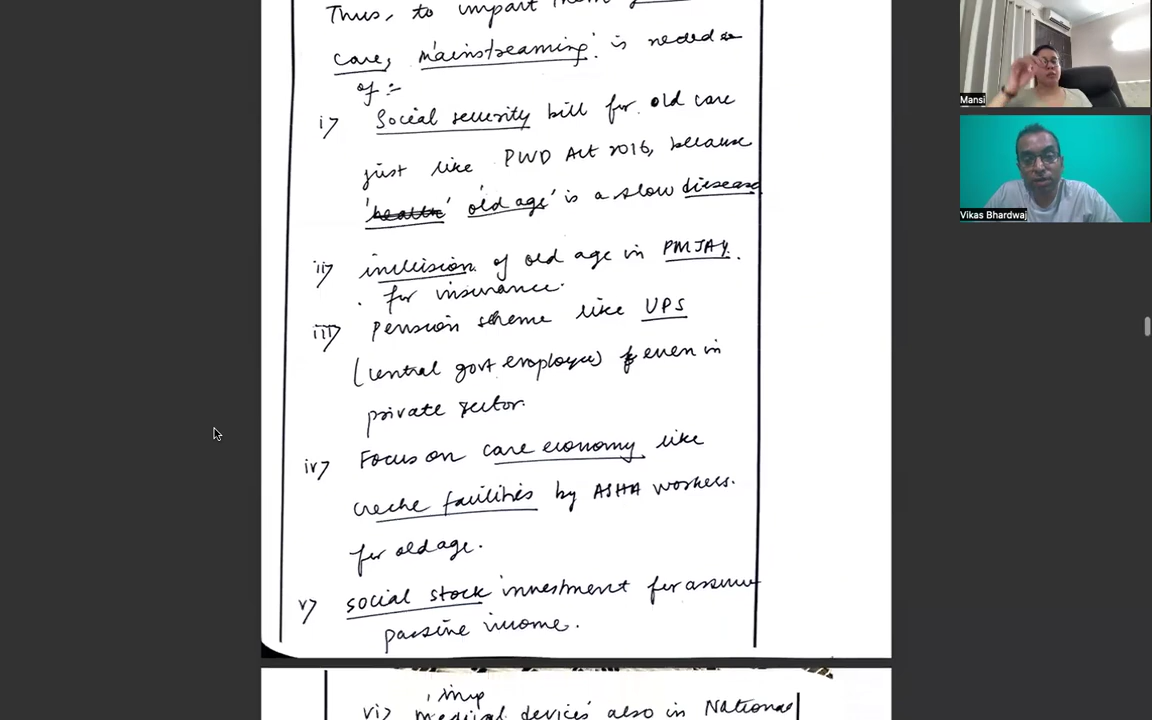 Thus, to impart them
care, 'mainstreaming' is needed
of :-
i> Social security bill for old care
just like PWD Act 2016, because
'health' 'old age' is a slow disease
ii> inclusion of old age in PMJAY.
for insurance.
iii> Pension scheme like UPS
(central govt employee) even in
private sector.
iv> Focus on care economy like
creche facilities by ASHA workers.
for old age.
v> social stock investment for
passive income.
imp
vi> medical devices also in National
Mansi
Vikas Bhardwaj